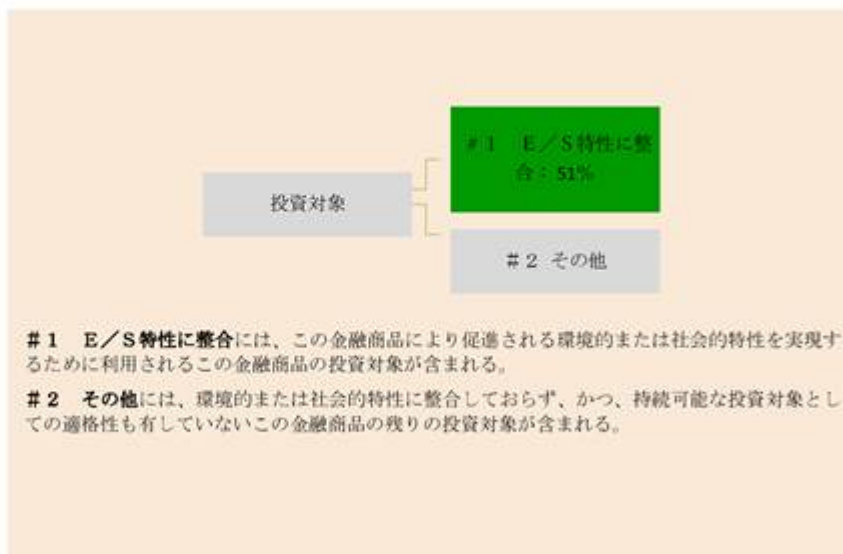 #1 E/S特性に整
合:51%
投資対象
#2 その他
#1 E/S特性に整合には、この金融商品により促進される環境的または社会的特性を実現す
るために利用されるこの金融商品の投資対象が含まれる。
#2 その他には、環境的または社会的特性に整合しておらず、かつ、持続可能な投資対象とし
ての適格性も有していないこの金融商品の残りの投資対象が含まれる。